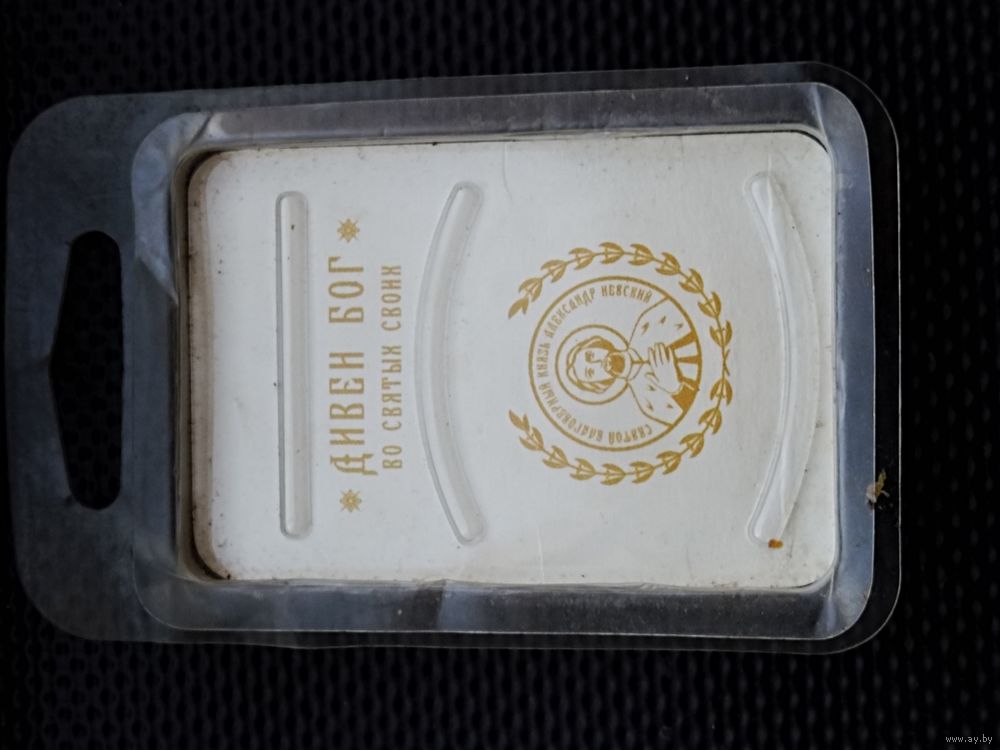 ДИВЕН БОГ
ВО СВЯТЫХ СВОИХ
СВЯТОЙ БЛАГОВЕРНЫЙ КНЯЗЬ АЛЕКСАНДР НЕВСКИЙ
www.ay.by